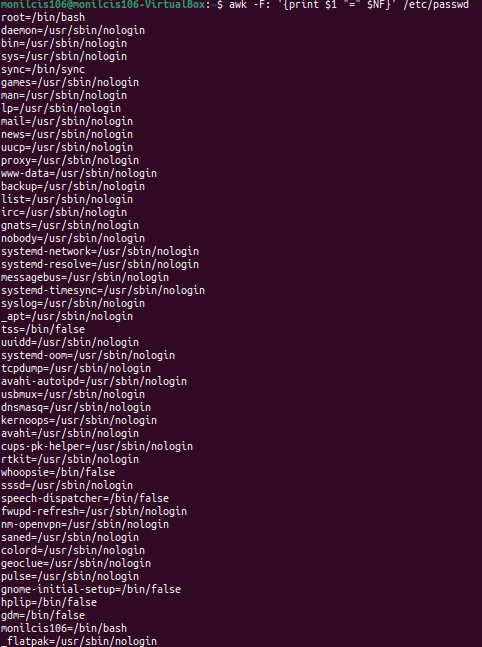 monilcis106@monilcis106-VirtualBox:~$ awk -F: '{print $1 "=" $NF}' /etc/passwd
root=/bin/bash
daemon=/usr/sbin/nologin
bin=/usr/sbin/nologin
sys=/usr/sbin/nologin
sync=/bin/sync
games=/usr/sbin/nologin
man=/usr/sbin/nologin
lp=/usr/sbin/nologin
mail=/usr/sbin/nologin
news=/usr/sbin/nologin
uucp=/usr/sbin/nologin
proxy=/usr/sbin/nologin
www-data=/usr/sbin/nologin
backup=/usr/sbin/nologin
list=/usr/sbin/nologin
irc=/usr/sbin/nologin
gnats=/usr/sbin/nologin
nobody=/usr/sbin/nologin
systemd-network=/usr/sbin/nologin
systemd-resolve=/usr/sbin/nologin
messagebus=/usr/sbin/nologin
systemd-timesync=/usr/sbin/nologin
syslog=/usr/sbin/nologin
_apt=/usr/sbin/nologin
tss=/bin/false
uuidd=/usr/sbin/nologin
systemd-oom=/usr/sbin/nologin
tcpdump=/usr/sbin/nologin
avahi-autoipd=/usr/sbin/nologin
usbmux=/usr/sbin/nologin
dnsmasq=/usr/sbin/nologin
kernoops=/usr/sbin/nologin
avahi=/usr/sbin/nologin
cups-pk-helper=/usr/sbin/nologin
rtkit=/usr/sbin/nologin
whoopsie=/bin/false
sssd=/usr/sbin/nologin
speech-dispatcher=/bin/false
fwupd-refresh=/usr/sbin/nologin
nm-openvpn=/usr/sbin/nologin
saned=/usr/sbin/nologin
colord=/usr/sbin/nologin
geoclue=/usr/sbin/nologin
pulse=/usr/sbin/nologin
gnome-initial-setup=/bin/false
hplip=/bin/false
gdm=/bin/false
monilcis106=/bin/bash
_flatpak=/usr/sbin/nologin